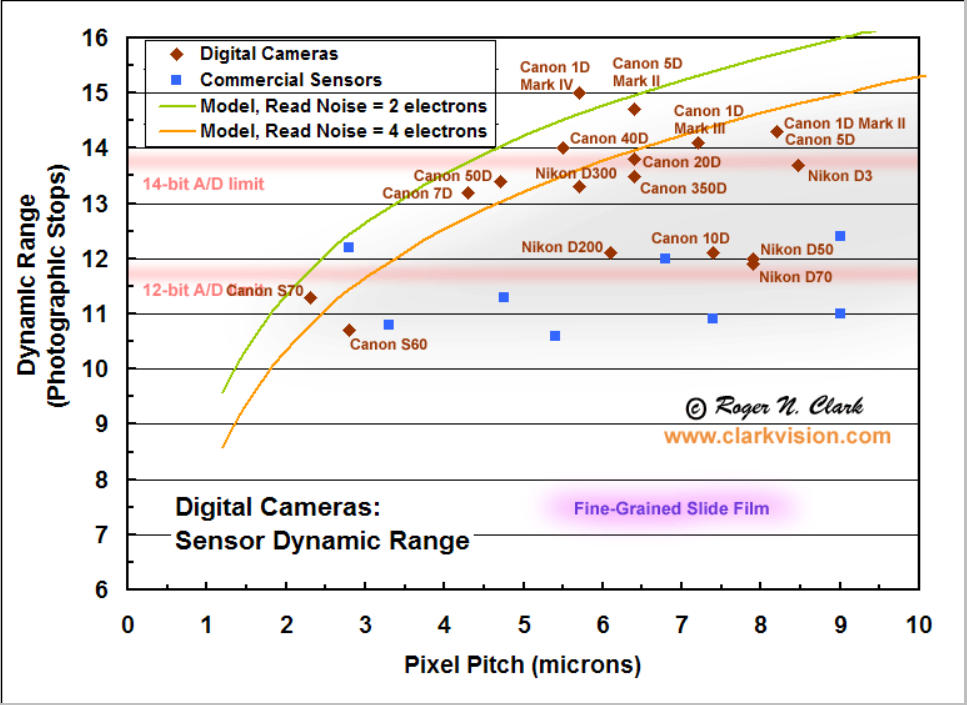 16
15
14
13
12
11
10
9
8
7
6
Dynamic Range
(Photographic Stops)
Digital Cameras
Commercial Sensors
Model, Read Noise = 2 electrons
Model, Read Noise = 4 electrons
Canon 1D
Mark IV
Canon 5D
Mark II
Canon 1D
Mark III
Canon 1D Mark II
Canon 5D
Canon 40D
14-bit A/D limit
Canon 20D
Nikon D300
Nikon D3
Canon 50D
Canon 7D
Canon 350D
Nikon D200
Canon 10D
Nikon D50
Nikon D70
12-bit A/D limit
Canon S70
Canon S60
© Roger N. Clark
www.clarkvision.com
Digital Cameras:
Sensor Dynamic Range
Fine-Grained Slide Film
0 1 2 3 4 5 6 7 8 9 10
Pixel Pitch (microns)